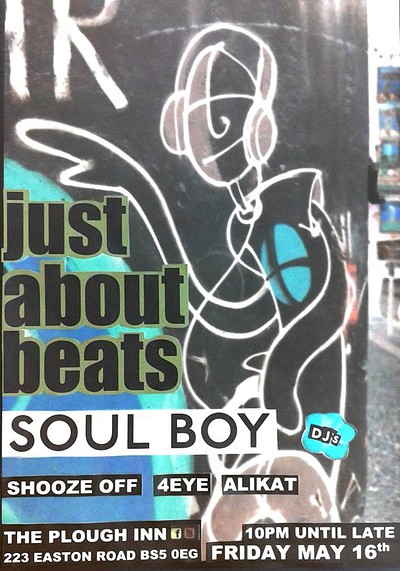 just
about
beats
SOUL BOY
DJ's
SHOOZE OFF 4EYE ALIKAT
THE PLOUGH INN
10PM UNTIL LATE
223 EASTON ROAD BS5 0EG
FRIDAY MAY 16th